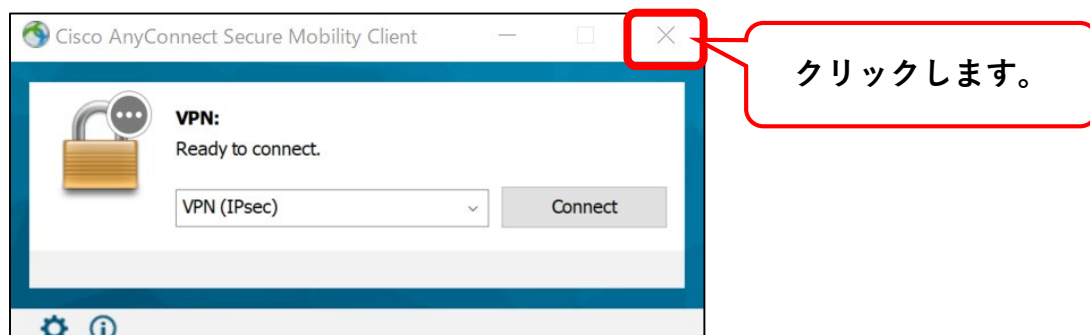 Cisco AnyConnect Secure Mobility Client
クリックします。
VPN:
Ready to connect.
VPN (IPsec)
Connect